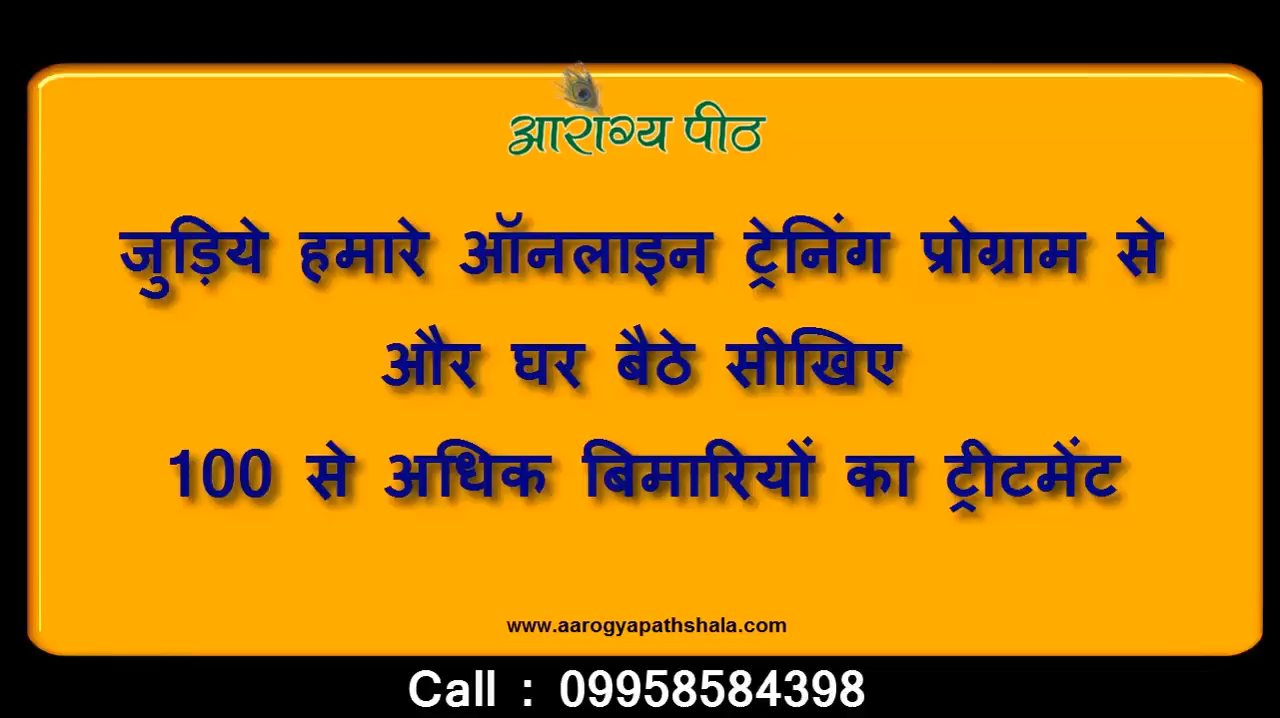 आरोग्य पीठ
जुड़िये हमारे ऑनलाइन ट्रेनिंग प्रोग्राम से
और घर बैठे सीखिए
100 से अधिक बिमारियों का ट्रीटमेंट
www.aarogyapathshala.com
Call : 09958584398